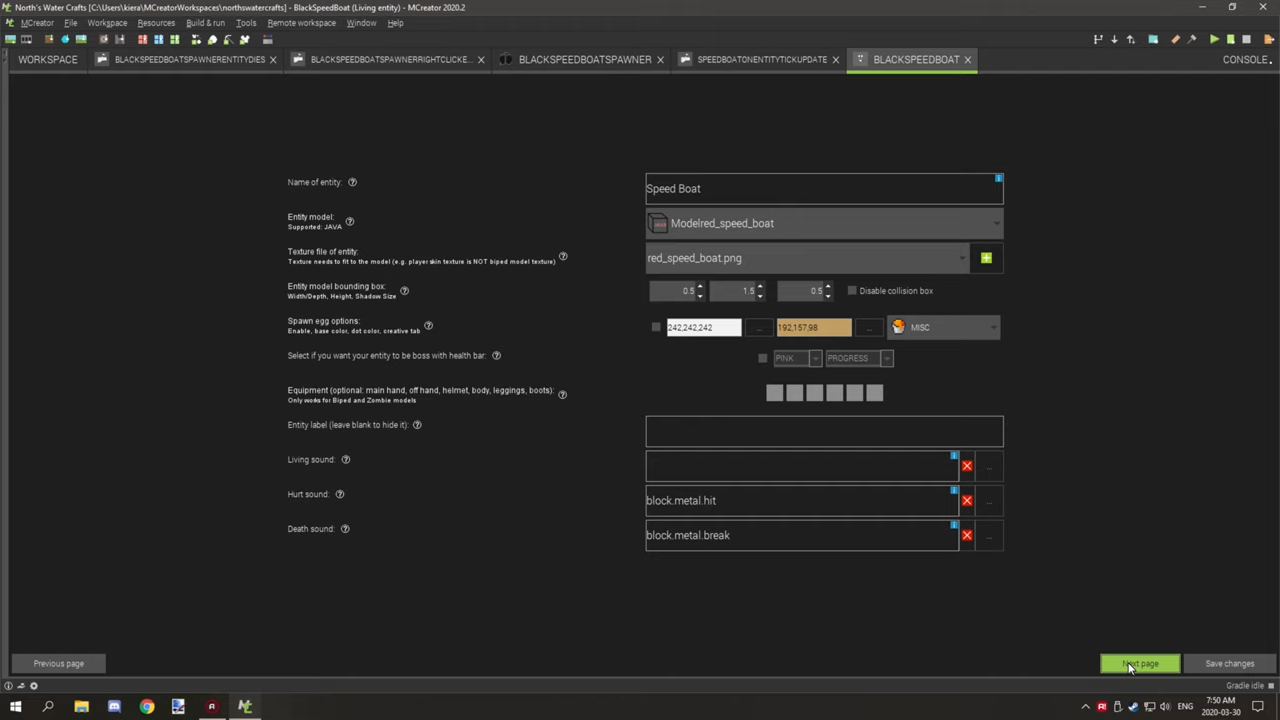 North's Water Crafts [C:\Users\kiera\MCreatorWorkspaces\northswatercrafts] - BlackSpeedBoat (Living entity) - MCreator 2020.2
MCreator File Workspace Resources Build & run Tools Remote workspace Window Help
WORKSPACE BLACKSPEEDBOATSPAWNERENTITYDIES BLACKSPEEDBOATSPAWNERRIGHTCLICKE... BLACKSPEEDBOATSPAWNER SPEEDBOATONENTITYTICKUPDATE BLACKSPEEDBOAT CONSOLE
Name of entity: Speed Boat
Entity model: Modelred_speed_boat
Supported: JAVA
Texture file of entity: red_speed_boat.png
Texture needs to fit to the model (e.g. player skin texture is NOT biped model texture)
Entity model bounding box: 0.5 1.5 0.5 Disable collision box
Width/Depth, Height, Shadow Size
Spawn egg options: 242,242,242 ... 192,157,98 ... MISC
Enable, base color, dot color, creative tab
Select if you want your entity to be boss with health bar: PINK PROGRESS
Equipment (optional: main hand, off hand, helmet, body, leggings, boots):
Only works for Biped and Zombie models
Entity label (leave blank to hide it):
Living sound: ...
Hurt sound: block.metal.hit ...
Death sound: block.metal.break ...
Previous page Next page Save changes
Gradle idle
7:50 AM
ENG
2020-03-30